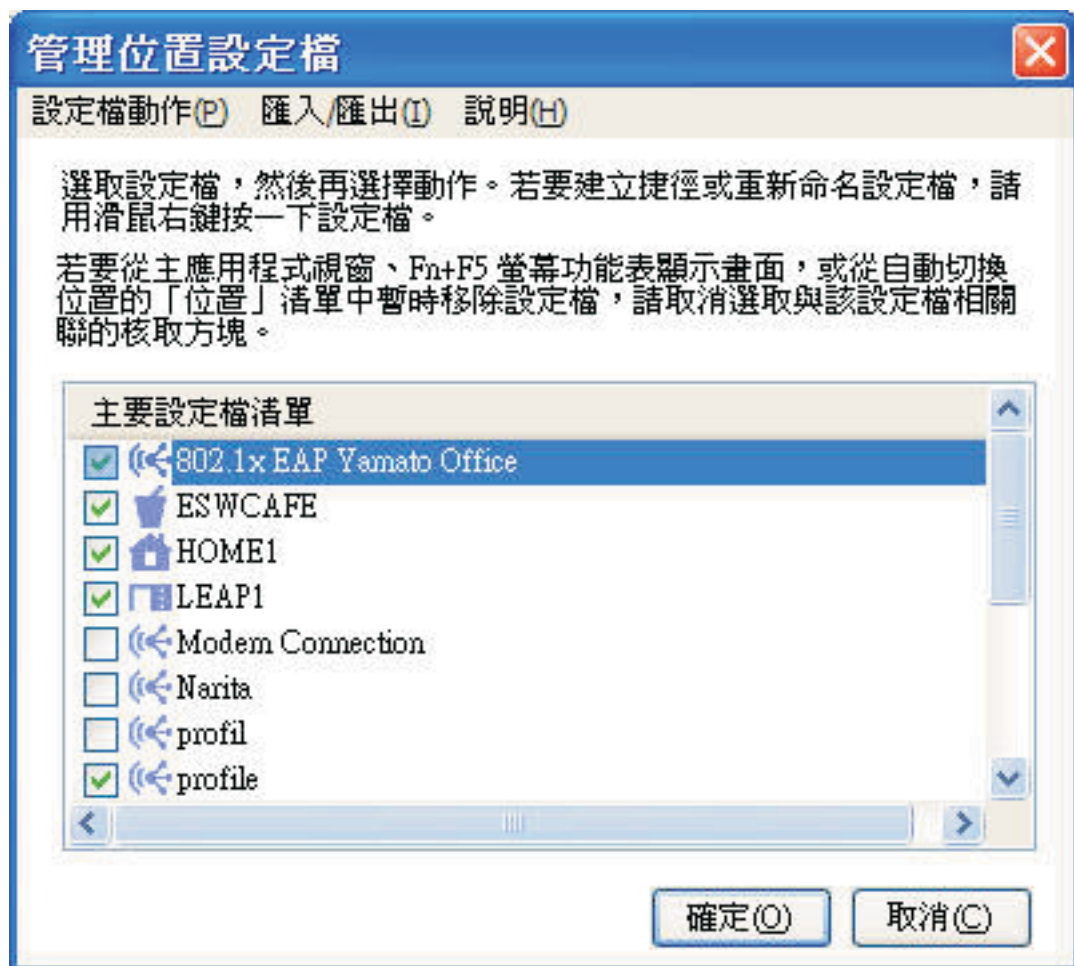 管理位置設定檔
設定檔動作(P) 匯入/匯出(I) 說明(H)
選取設定檔，然後再選擇動作。若要建立捷徑或重新命名設定檔，請
用滑鼠右鍵按一下設定檔。
若要從主應用程式視窗、Fn+F5 螢幕功能表顯示畫面，或從自動切換
位置的「位置」清單中暫時移除設定檔，請取消選取與該設定檔相關
聯的核取方塊。
主要設定檔清單
802.1x EAP Yamato Office
ESWCAFE
HOME1
LEAP1
Modem Connection
Narita
profil
profile
確定(O) 取消(C)